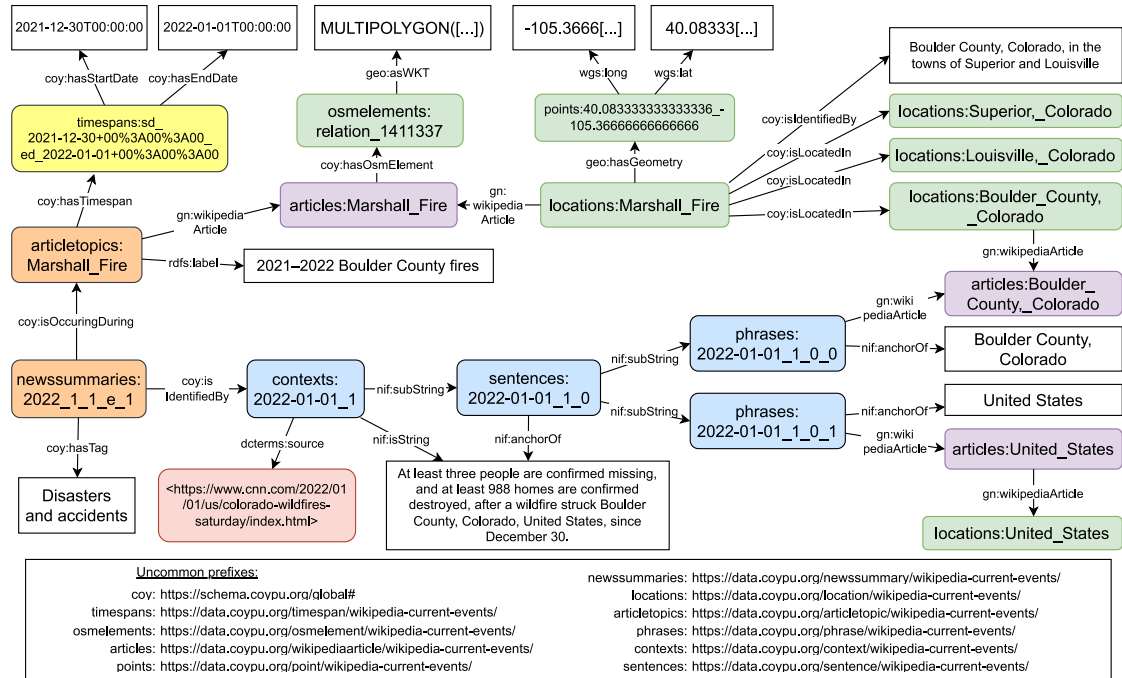 2021-12-30T00:00:00
2022-01-01T00:00:00
MULTIPOLYGON([...])
-105.3666[...]
40.08333[...]
Boulder County, Colorado, in the
towns of Superior and Louisville
coy:hasStartDate
coy:hasEndDate
geo:asWKT
wgs:long
wgs:lat
timespans:sd_
2021-12-30+00%3A00%3A00_
ed_2022-01-01+00%3A00%3A00
osmelements:
relation_1411337
points:40.083333333333336_-
105.36666666666666
coy:isIdentifiedBy
locations:Superior,_Colorado
coy:isLocatedIn
locations:Louisville,_Colorado
coy:hasOsmElement
geo:hasGeometry
coy:isLocatedIn
coy:hasTimespan
gn:wikipedia
Article
articles:Marshall_Fire
gn:
wikipedia
Article
locations:Marshall_Fire
coy:isLocatedIn
locations:Boulder_County,
_Colorado
articletopics:
Marshall_Fire
rdfs:label
2021–2022 Boulder County fires
gn:wikipediaArticle
articles:Boulder_
County,_Colorado
coy:isOccuringDuring
gn:wiki
pediaArticle
nif:subString
phrases:
2022-01-01_1_0_0
nif:anchorOf
Boulder County,
Colorado
newssummaries:
2022_1_1_e_1
coy:is
IdentifiedBy
contexts:
2022-01-01_1
nif:subString
sentences:
2022-01-01_1_0
nif:subString
phrases:
2022-01-01_1_0_1
nif:anchorOf
United States
gn:wiki
pediaArticle
articles:United_States
coy:hasTag
dcterms:source
nif:isString
nif:anchorOf
gn:wikipediaArticle
Disasters
and accidents
<https://www.cnn.com/2022/01
/01/us/colorado-wildfires-
saturday/index.html>
At least three people are confirmed missing,
and at least 988 homes are confirmed
destroyed, after a wildfire struck Boulder
County, Colorado, United States, since
December 30.
locations:United_States
Uncommon prefixes:
coy: https://schema.coypu.org/global#
timespans: https://data.coypu.org/timespan/wikipedia-current-events/
osmelements: https://data.coypu.org/osmelement/wikipedia-current-events/
articles: https://data.coypu.org/wikipediaarticle/wikipedia-current-events/
points: https://data.coypu.org/point/wikipedia-current-events/
newssummaries: https://data.coypu.org/newssummary/wikipedia-current-events/
locations: https://data.coypu.org/location/wikipedia-current-events/
articletopics: https://data.coypu.org/articletopic/wikipedia-current-events/
phrases: https://data.coypu.org/phrase/wikipedia-current-events/
contexts: https://data.coypu.org/context/wikipedia-current-events/
sentences: https://data.coypu.org/sentence/wikipedia-current-events/